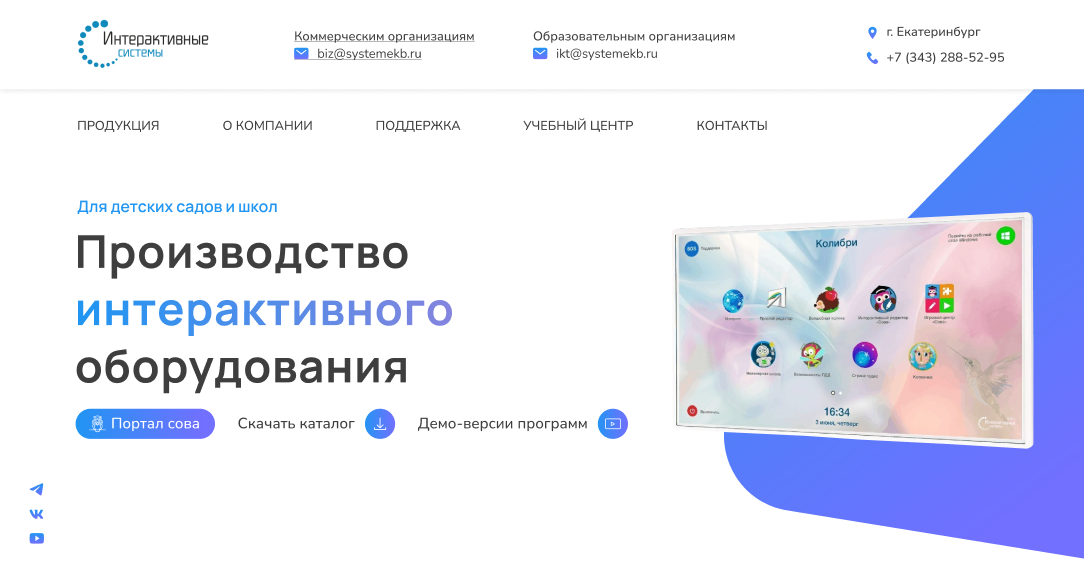 Интерактивные
системы
Коммерческим организациям
biz@systemekb.ru
Образовательным организациям
ikt@systemekb.ru
г. Екатеринбург
+7 (343) 288-52-95
ПРОДУКЦИЯ
О КОМПАНИИ
ПОДДЕРЖКА
УЧЕБНЫЙ ЦЕНТР
КОНТАКТЫ
Для детских садов и школ
Производство
интерактивного
оборудования
Портал сова
Скачать каталог
Демо-версии программ
SOS
Поддержка
Колибри
16:34
3 июня, четверг